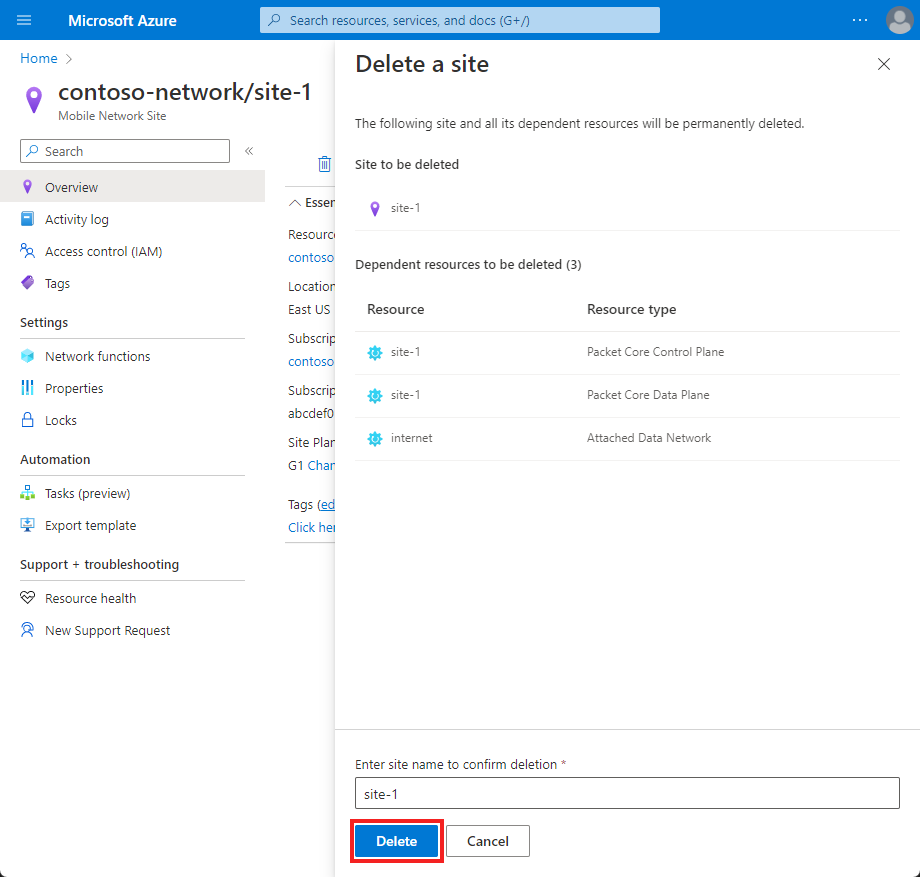 Microsoft Azure
Search resources, services, and docs (G+/)
Home
contoso-network/site-1
Mobile Network Site
Search
Overview
Activity log
Access control (IAM)
Tags
Settings
Network functions
Properties
Locks
Automation
Tasks (preview)
Export template
Support + troubleshooting
Resource health
New Support Request
Essen
Resource
contoso
Location
East US
Subscrip
contoso
Subscrip
abcdef0
Site Plan
G1 Chan
Tags (ed
Click her
Delete a site
The following site and all its dependent resources will be permanently deleted.
Site to be deleted
site-1
Dependent resources to be deleted (3)
Resource Resource type
site-1 Packet Core Control Plane
site-1 Packet Core Data Plane
internet Attached Data Network
Enter site name to confirm deletion *
site-1
Delete Cancel